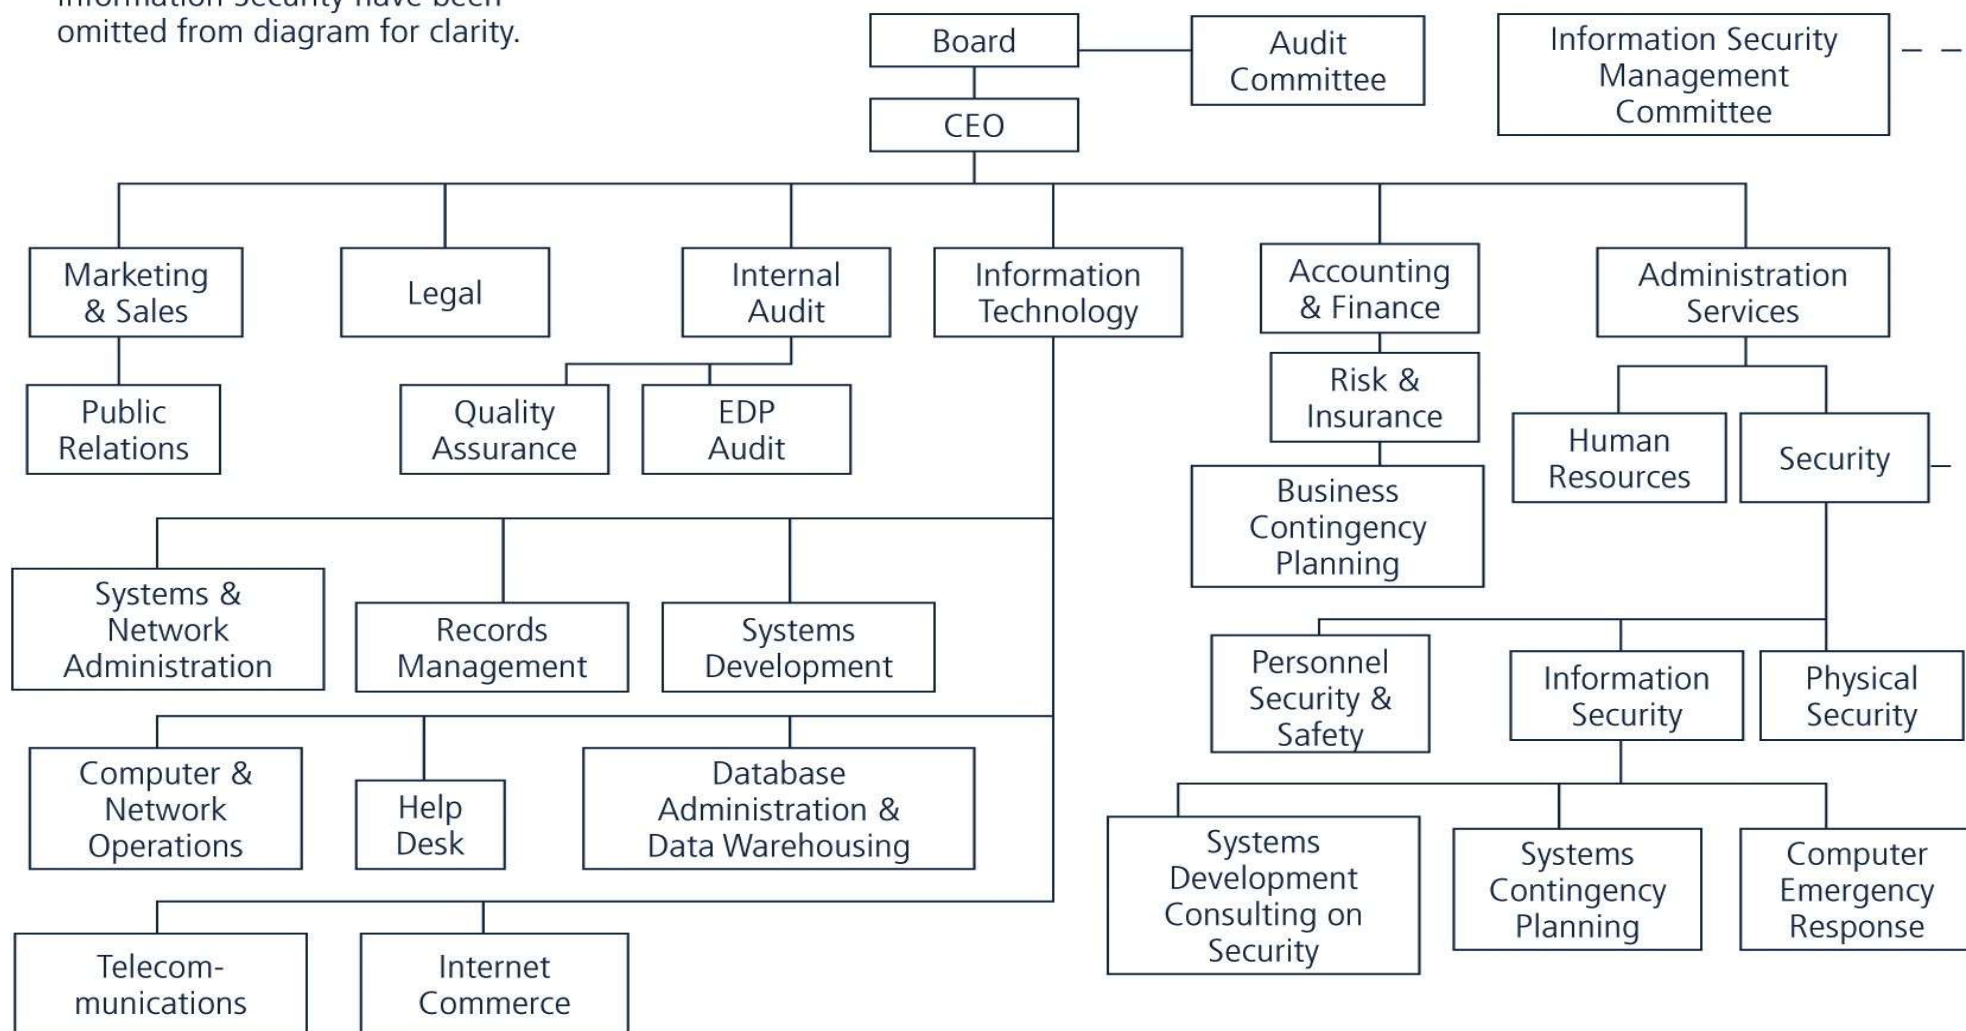 Information Security have been
omitted from diagram for clarity.
Board
Audit
Committee
Information Security
Management
Committee
CEO
Marketing
& Sales
Legal
Internal
Audit
Information
Technology
Accounting
& Finance
Administration
Services
Public
Relations
Quality
Assurance
EDP
Audit
Risk &
Insurance
Human
Resources
Security
Business
Contingency
Planning
Systems &
Network
Administration
Records
Management
Systems
Development
Personnel
Security &
Safety
Information
Security
Physical
Security
Computer &
Network
Operations
Help
Desk
Database
Administration &
Data Warehousing
Systems
Development
Consulting on
Security
Systems
Contingency
Planning
Computer
Emergency
Response
Telecom-
munications
Internet
Commerce